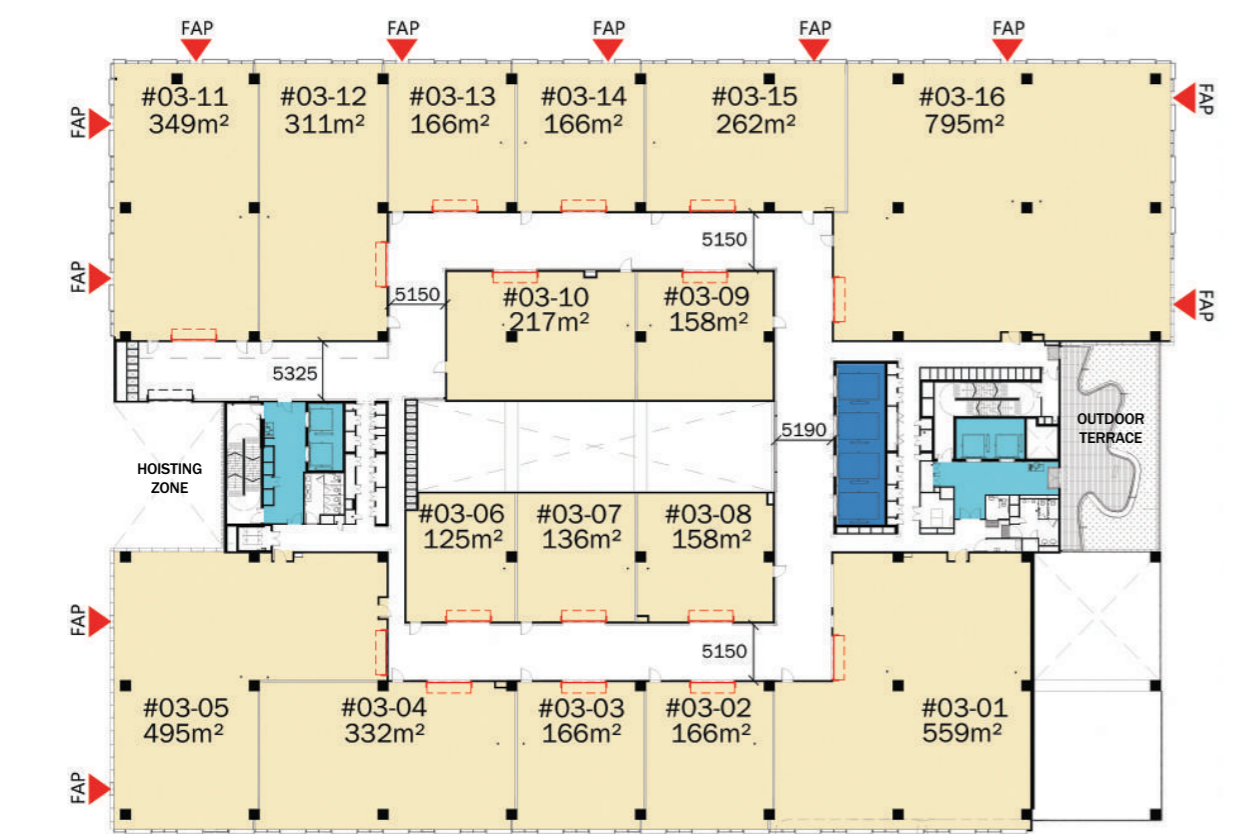 FAP
FAP
FAP
FAP
FAP
#03-11
349m²
#03-12
311m²
#03-13
166m²
#03-14
166m²
#03-15
262m²
#03-16
795m²
FAP
FAP
FAP
FAP
5150
5150
#03-10
217m²
#03-09
158m²
5325
5190
OUTDOOR
TERRACE
HOISTING
ZONE
#03-06
125m²
#03-07
136m²
#03-08
158m²
FAP
5150
#03-05
495m²
#03-04
332m²
#03-03
166m²
#03-02
166m²
#03-01
559m²
FAP